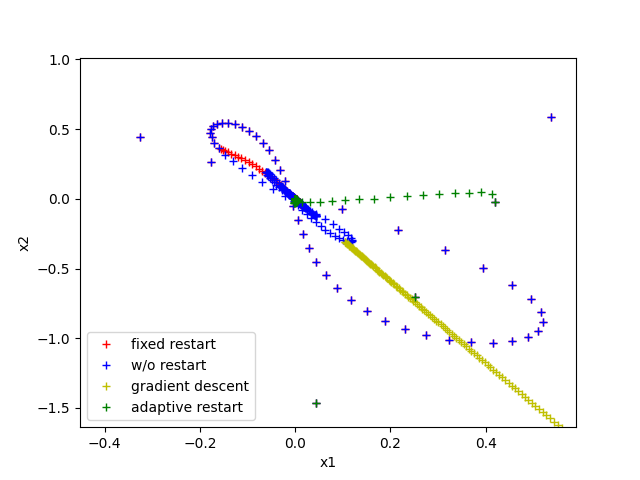 1.0
0.5
0.0
−0.5
−1.0
−1.5
x2
fixed restart
w/o restart
gradient descent
adaptive restart
−0.4
−0.2
0.0
0.2
0.4
x1